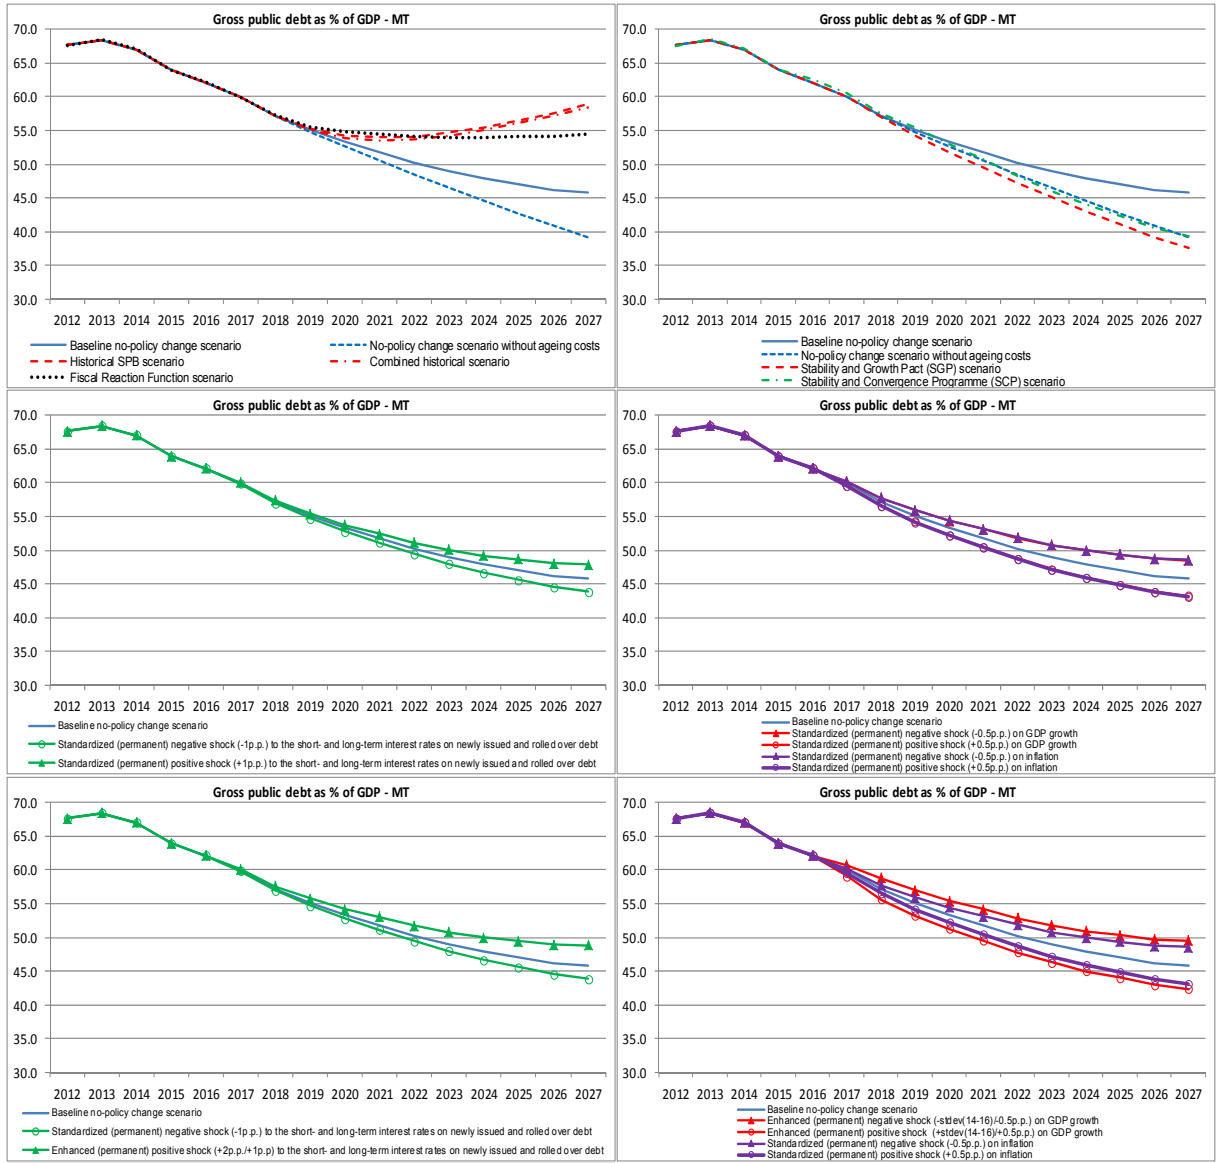 Gross public debt as % of GDP - MT
70.0
65.0
60.0
55.0
50.0
45.0
40.0
35.0
30.0
2012 2013 2014 2015 2016 2017 2018 2019 2020 2021 2022 2023 2024 2025 2026 2027
Baseline no-policy change scenario No-policy change scenario without ageing costs
Historical SPB scenario Combined historical scenario
Fiscal Reaction Function scenario
Gross public debt as % of GDP - MT
70.0
65.0
60.0
55.0
50.0
45.0
40.0
35.0
30.0
2012 2013 2014 2015 2016 2017 2018 2019 2020 2021 2022 2023 2024 2025 2026 2027
Baseline no-policy change scenario
No-policy change scenario without ageing costs
Stability and Growth Pact (SGP) scenario
Stability and Convergence Programme (SCP) scenario
Gross public debt as % of GDP - MT
70.0
65.0
60.0
55.0
50.0
45.0
40.0
35.0
30.0
2012 2013 2014 2015 2016 2017 2018 2019 2020 2021 2022 2023 2024 2025 2026 2027
Baseline no-policy change scenario
Standardized (permanent) negative shock (-1p.p.) to the short- and long-term interest rates on newly issued and rolled over debt
Standardized (permanent) positive shock (+1p.p.) to the short- and long-term interest rates on newly issued and rolled over debt
Gross public debt as % of GDP - MT
70.0
65.0
60.0
55.0
50.0
45.0
40.0
35.0
30.0
2012 2013 2014 2015 2016 2017 2018 2019 2020 2021 2022 2023 2024 2025 2026 2027
Baseline no-policy change scenario
Standardized (permanent) negative shock (-0.5p.p.) on GDP growth
Standardized (permanent) positive shock (+0.5p.p.) on GDP growth
Standardized (permanent) negative shock (-0.5p.p.) on inflation
Standardized (permanent) positive shock (+0.5p.p.) on inflation
Gross public debt as % of GDP - MT
70.0
65.0
60.0
55.0
50.0
45.0
40.0
35.0
30.0
2012 2013 2014 2015 2016 2017 2018 2019 2020 2021 2022 2023 2024 2025 2026 2027
Baseline no-policy change scenario
Standardized (permanent) negative shock (-1p.p.) to the short- and long-term interest rates on newly issued and rolled over debt
Enhanced (permanent) positive shock (+2p.p./+1p.p) to the short- and long-term interest rates on newly issued and rolled over debt
Gross public debt as % of GDP - MT
70.0
65.0
60.0
55.0
50.0
45.0
40.0
35.0
30.0
2012 2013 2014 2015 2016 2017 2018 2019 2020 2021 2022 2023 2024 2025 2026 2027
Baseline no-policy change scenario
Enhanced (permanent) negative shock (-stdev(14-16)/-0.5p.p.) on GDP growth
Enhanced (permanent) positive shock (+stdev(14-16)/+0.5p.p.) on GDP growth
Standardized (permanent) negative shock (-0.5p.p.) on inflation
Standardized (permanent) positive shock (+0.5p.p.) on inflation